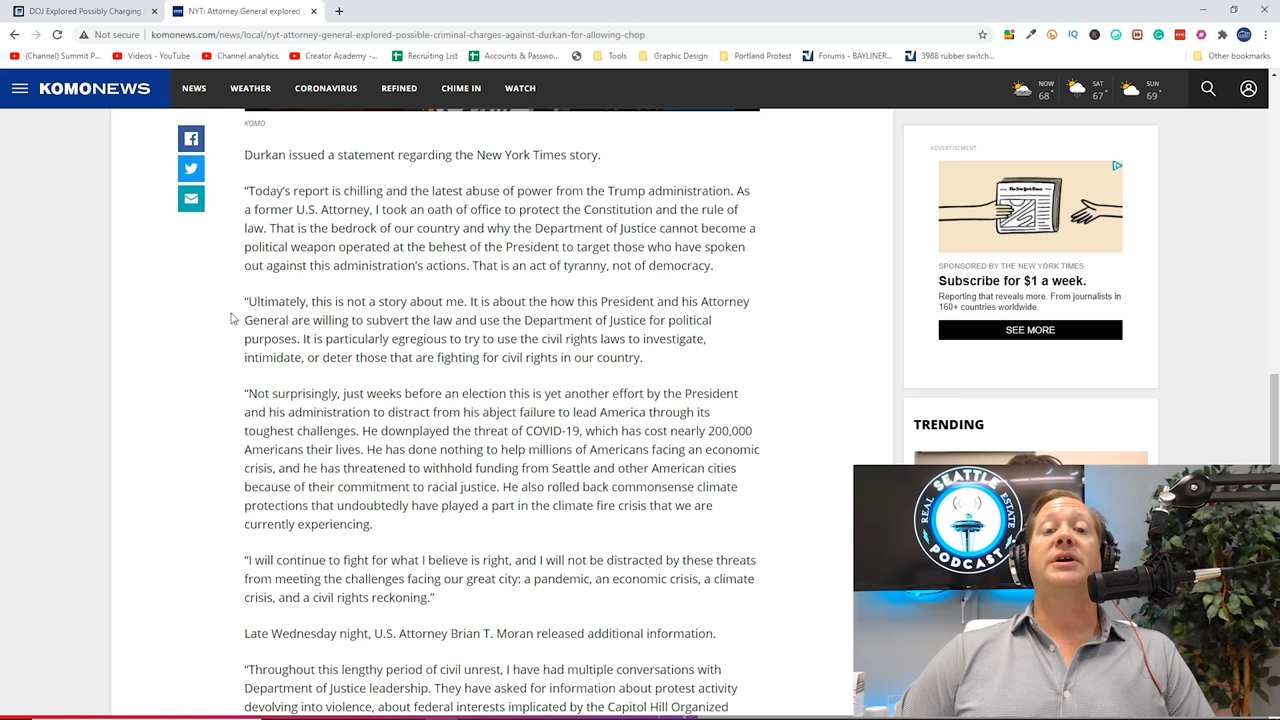 DOJ Explored Possibly Charging
NYT: Attorney General explored
Not secure
komonews.com/news/local/nyt-attorney-general-explored-possible-criminal-charges-against-durkan-for-allowing-chop
(Channel) Summit P...
Videos - YouTube
Channel analytics
Creator Academy -...
Recruiting List
Accounts & Passwo...
Tools
Graphic Design
Portland Protest
Forums - BAYLINER...
3988 rubber switch...
Other bookmarks
KOMONEWS
NEWS
WEATHER
CORONAVIRUS
REFINED
CHIME IN
WATCH
NOW
68°
SAT
67°
SUN
69°
KOMO
Durkan issued a statement regarding the New York Times story.
“Today’s report is chilling and the latest abuse of power from the Trump administration. As
a former U.S. Attorney, I took an oath of office to protect the Constitution and the rule of
law. That is the bedrock of our country and why the Department of Justice cannot become a
political weapon operated at the behest of the President to target those who have spoken
out against this administration’s actions. That is an act of tyranny, not of democracy.
“Ultimately, this is not a story about me. It is about the how this President and his Attorney
General are willing to subvert the law and use the Department of Justice for political
purposes. It is particularly egregious to try to use the civil rights laws to investigate,
intimidate, or deter those that are fighting for civil rights in our country.
“Not surprisingly, just weeks before an election this is yet another effort by the President
and his administration to distract from his abject failure to lead America through its
toughest challenges. He downplayed the threat of COVID-19, which has cost nearly 200,000
Americans their lives. He has done nothing to help millions of Americans facing an economic
crisis, and he has threatened to withhold funding from Seattle and other American cities
because of their commitment to racial justice. He also rolled back commonsense climate
protections that undoubtedly have played a part in the climate fire crisis that we are
currently experiencing.
“I will continue to fight for what I believe is right, and I will not be distracted by these threats
from meeting the challenges facing our great city: a pandemic, an economic crisis, a climate
crisis, and a civil rights reckoning.”
Late Wednesday night, U.S. Attorney Brian T. Moran released additional information.
“Throughout this lengthy period of civil unrest, I have had multiple conversations with
Department of Justice leadership. They have asked for information about protest activity
devolving into violence, about federal interests implicated by the Capitol Hill Organized
ADVERTISEMENT
The New York Times
SPONSORED BY THE NEW YORK TIMES
Subscribe for $1 a week.
Reporting that reveals more. From journalists in
160+ countries worldwide.
SEE MORE
TRENDING
SEATTLE
REAL
ESTATE
PODCAST